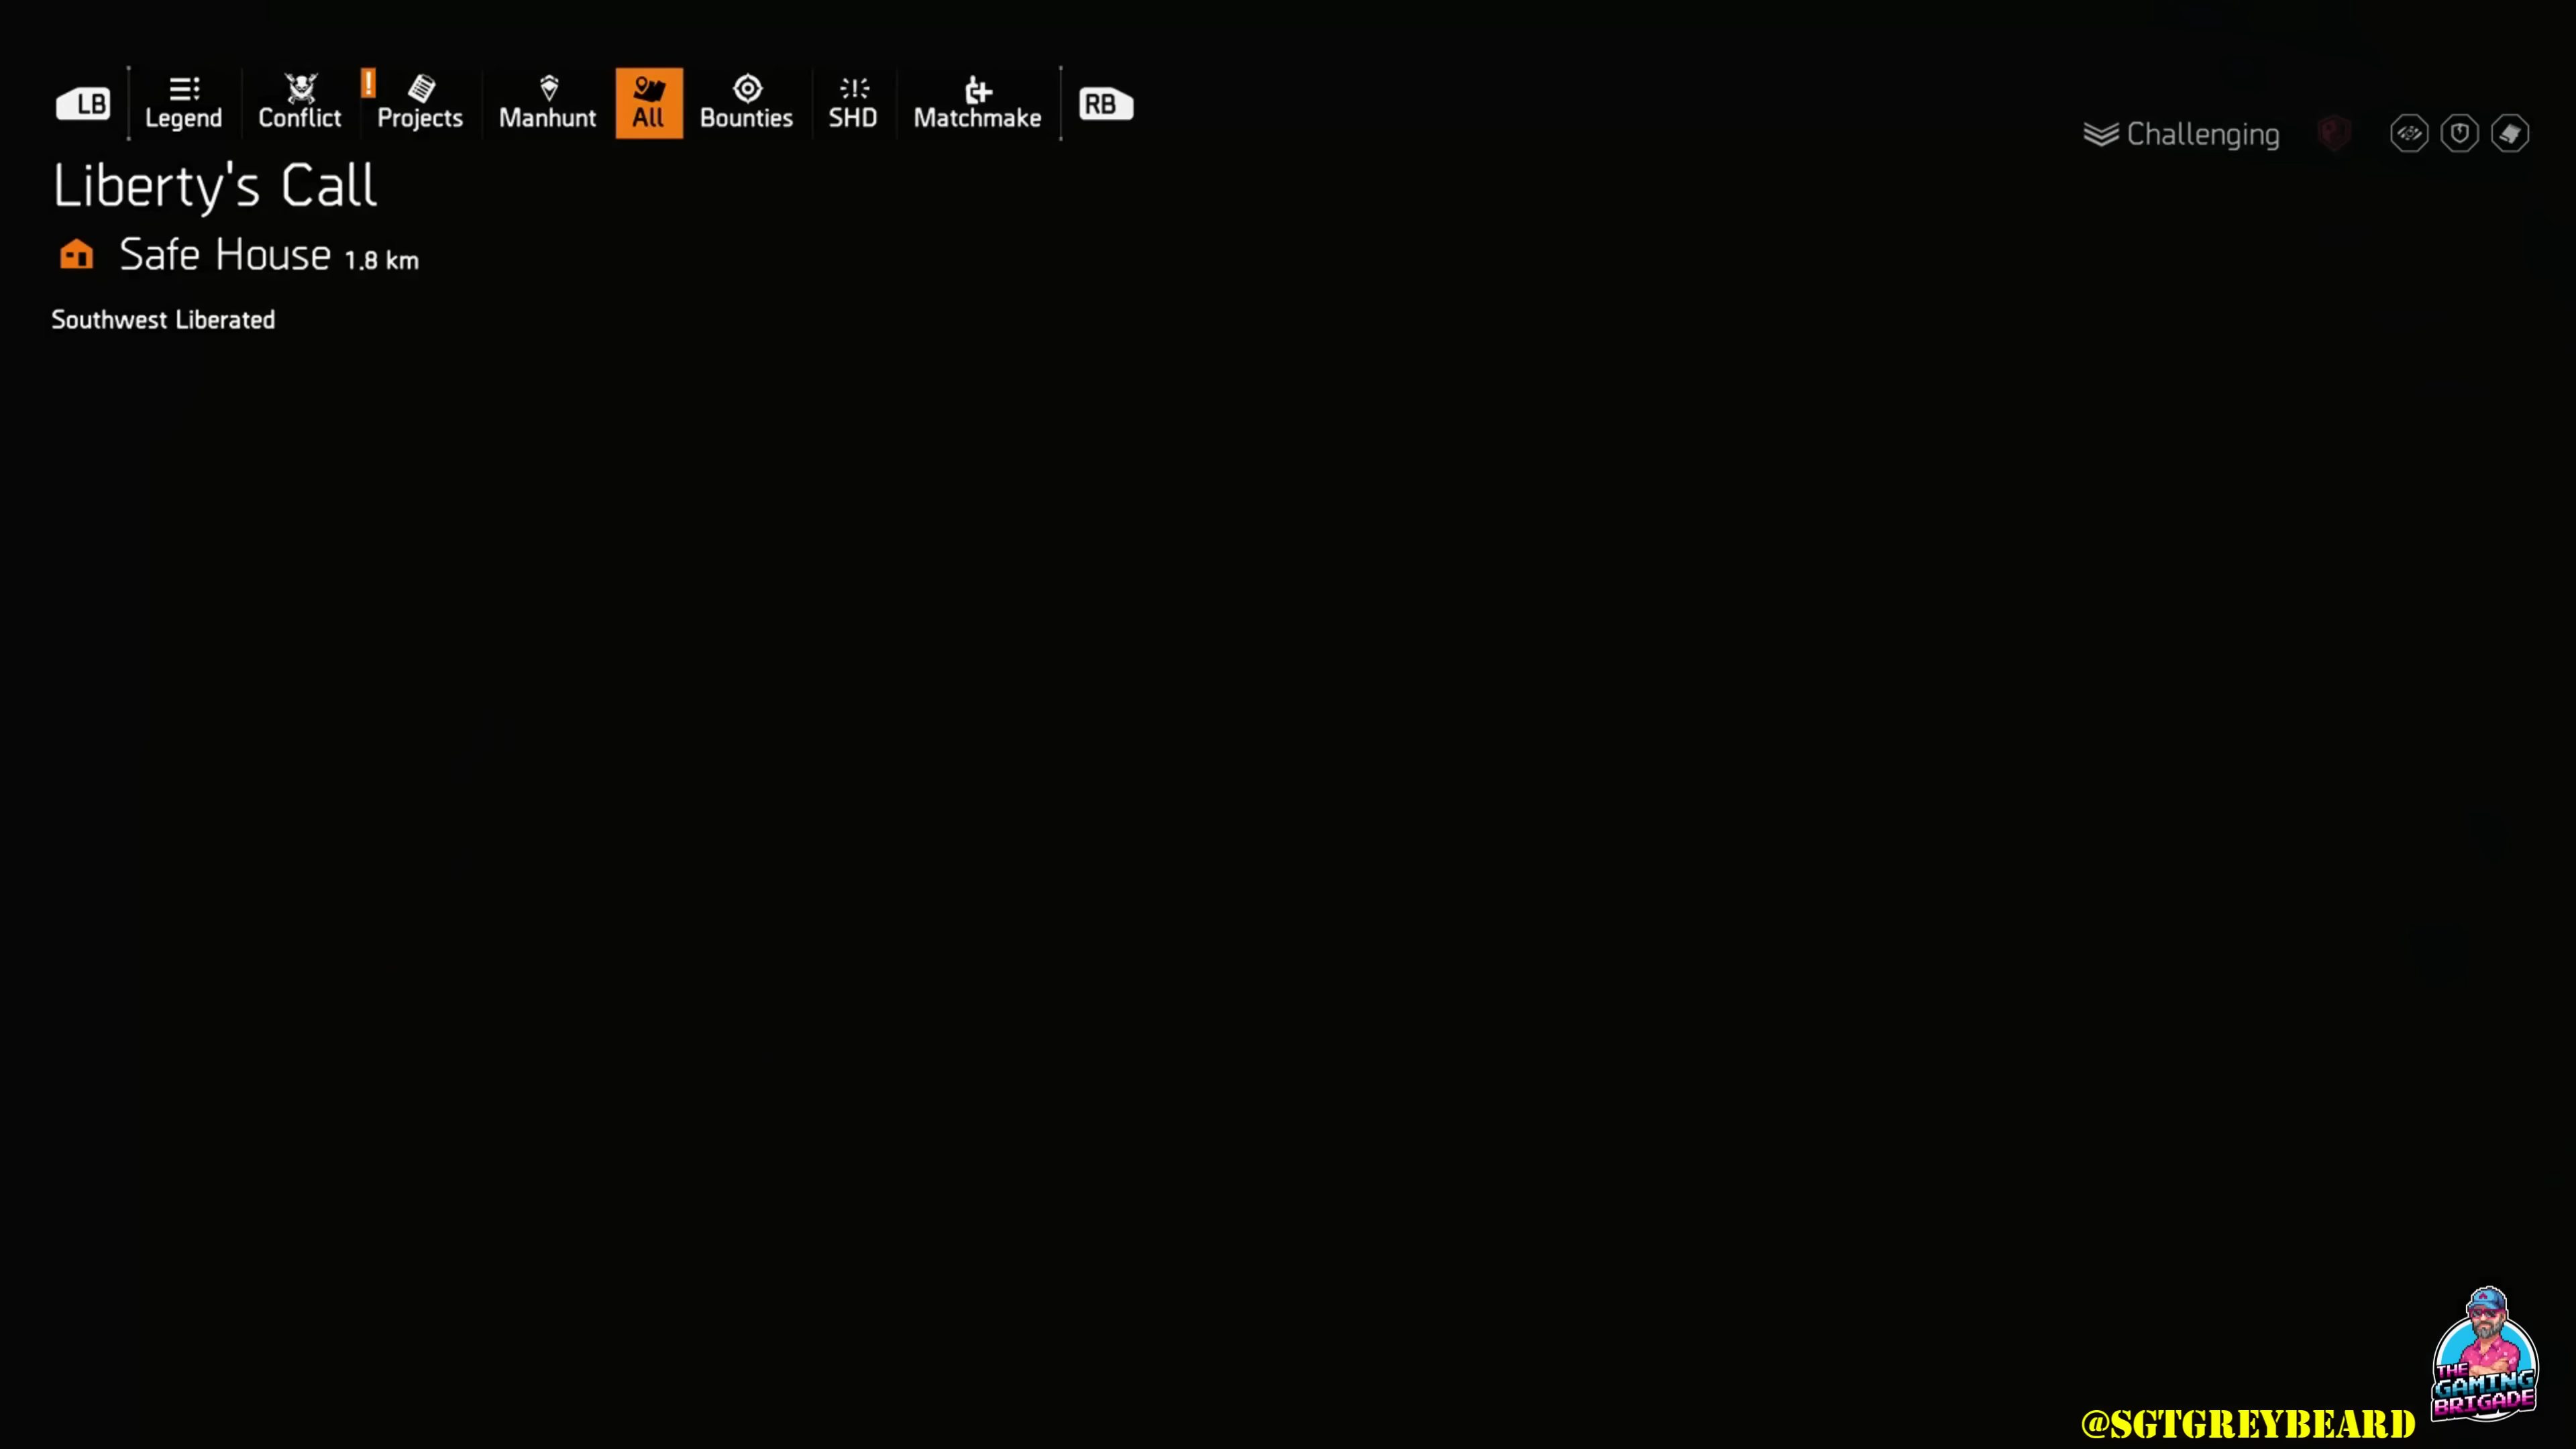 LB Legend Conflict ! Projects Manhunt All Bounties SHD Matchmake RB
Challenging
Liberty's Call
Safe House 1.8 km
Southwest Liberated
THE
GAMING
BRIGADE
@SGTGREYBEARD